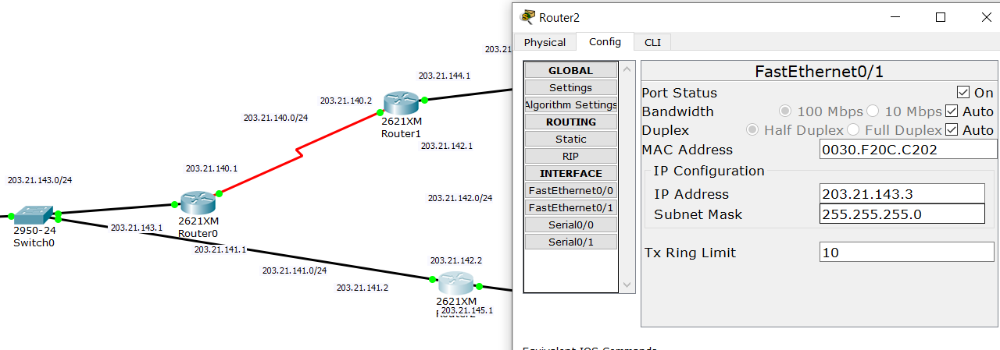 203.21
203.21.144.1
203.21.140.2
2621XM
Router1
203.21.140.0/24
203.21.142.1
203.21.140.1
203.21.143.0/24
203.21.142.0/24
2621XM
Router0
2950-24
Switch0
203.21.143.1
203.21.141.1
203.21.142.2
203.21.141.0/24
203.21.141.2
2621XM
203.21.145.1
Router2
Physical
Config
CLI
GLOBAL
Settings
Algorithm Settings
ROUTING
Static
RIP
INTERFACE
FastEthernet0/0
FastEthernet0/1
Serial0/0
Serial0/1
FastEthernet0/1
Port Status On
Bandwidth 100 Mbps 10 Mbps Auto
Duplex Half Duplex Full Duplex Auto
MAC Address 0030.F20C.C202
IP Configuration
IP Address 203.21.143.3
Subnet Mask 255.255.255.0
Tx Ring Limit 10
Equivalent IOS Commands